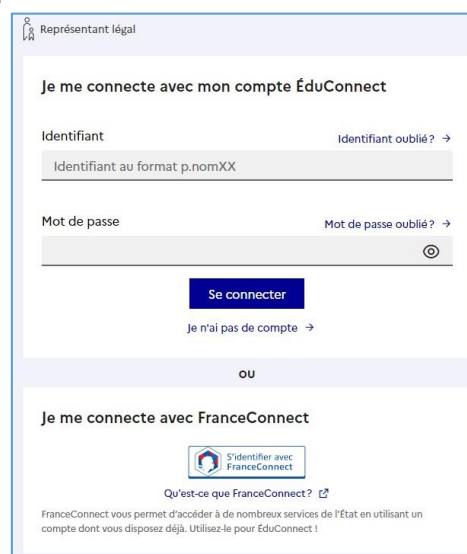 Représentant légal
Je me connecte avec mon compte ÉduConnect
Identifiant
Identifiant oublié? →
Identifiant au format p.nomXX
Mot de passe
Mot de passe oublié? →
Se connecter
Je n'ai pas de compte →
OU
Je me connecte avec FranceConnect
S'identifier avec
FranceConnect
Qu'est-ce que FranceConnect?
FranceConnect vous permet d'accéder à de nombreux services de l'État en utilisant un
compte dont vous disposez déjà. Utilisez-le pour ÉduConnect !